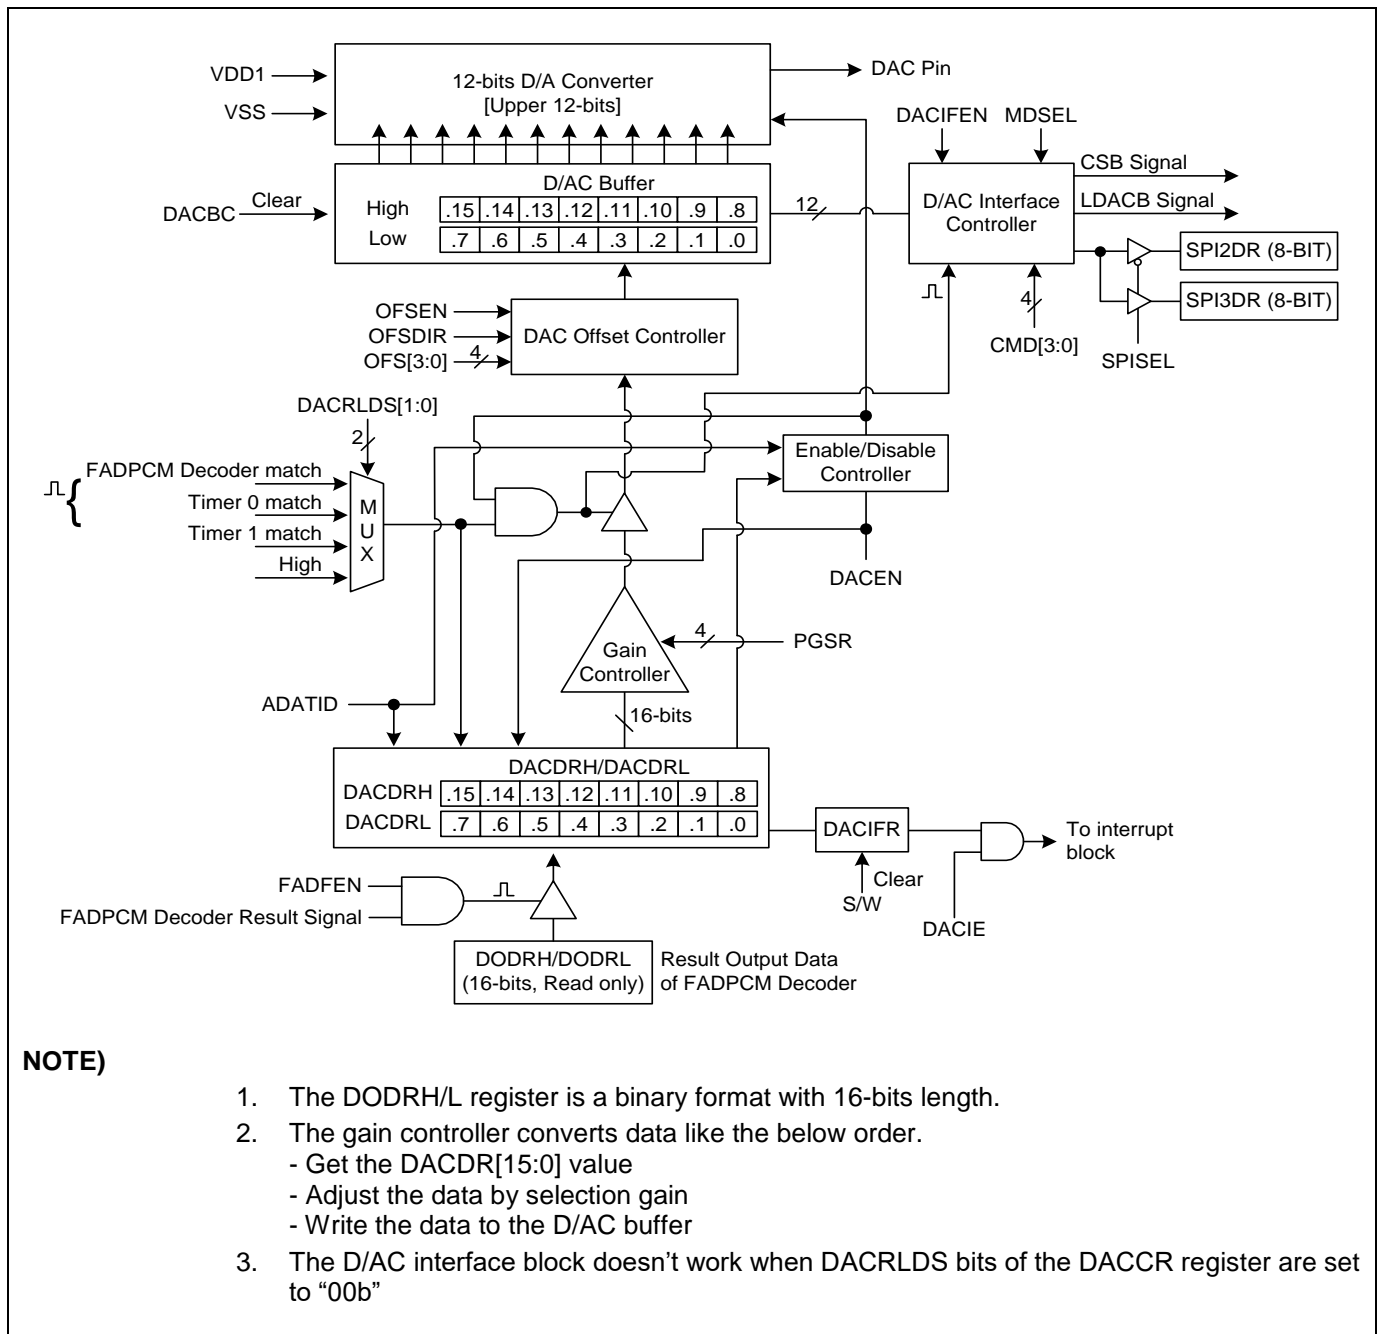 VDD1
VSS
12-bits D/A Converter
[Upper 12-bits]
DAC Pin
DACIFEN
MDSEL
DACBC
Clear
D/AC Buffer
High
.15 .14 .13 .12 .11 .10 .9 .8
Low
.7 .6 .5 .4 .3 .2 .1 .0
12
D/AC Interface
Controller
CSB Signal
LDACB Signal
SPI2DR (8-BIT)
SPI3DR (8-BIT)
4
CMD[3:0]
SPISEL
OFSEN
OFSDIR
OFS[3:0]
4
DAC Offset Controller
DACRLDS[1:0]
2
FADPCM Decoder match
Timer 0 match
Timer 1 match
High
M
U
X
Enable/Disable
Controller
DACEN
Gain
Controller
4
PGSR
ADATID
16-bits
DACDRH/DACDRL
DACDRH
.15 .14 .13 .12 .11 .10 .9 .8
DACDRL
.7 .6 .5 .4 .3 .2 .1 .0
DACIFR
Clear
S/W
DACIE
To interrupt
block
FADFEN
FADPCM Decoder Result Signal
DODRH/DODRL
(16-bits, Read only)
Result Output Data
of FADPCM Decoder
NOTE)
1. The DODRH/L register is a binary format with 16-bits length.
2. The gain controller converts data like the below order.
- Get the DACDR[15:0] value
- Adjust the data by selection gain
- Write the data to the D/AC buffer
3. The D/AC interface block doesn't work when DACRLDS bits of the DACCR register are set
to “00b”